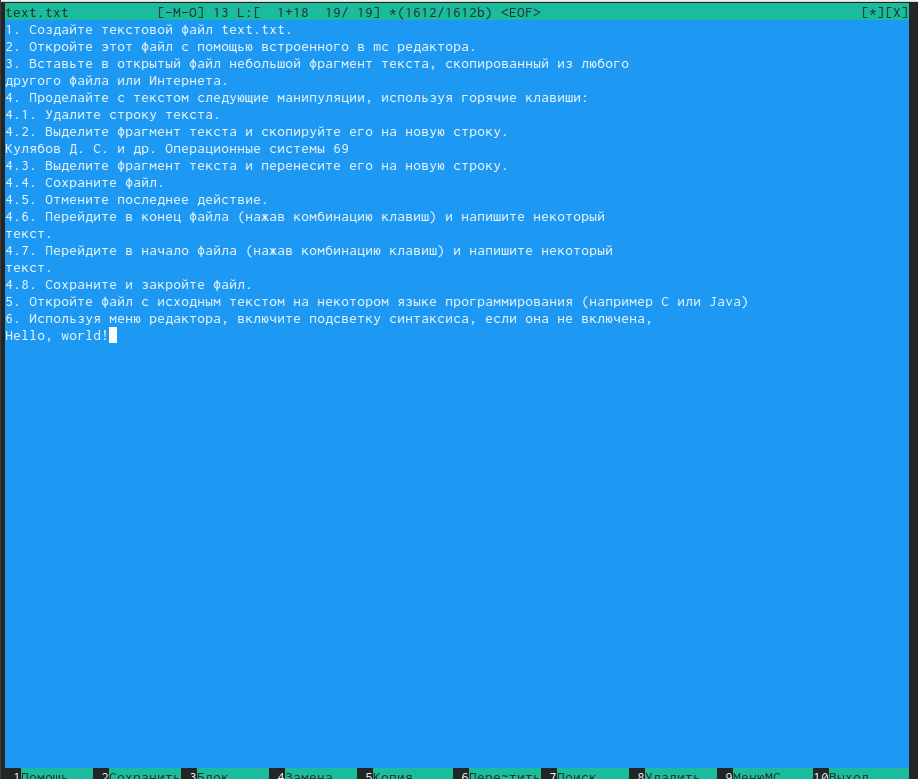 text.txt [-M-O] 13 L:[ 1+18 19/ 19] *(1612/1612b) <EOF> [*][X]
1. Создайте текстовой файл text.txt.
2. Откройте этот файл с помощью встроенного в mc редактора.
3. Вставьте в открытый файл небольшой фрагмент текста, скопированный из любого
другого файла или Интернета.
4. Проделайте с текстом следующие манипуляции, используя горячие клавиши:
4.1. Удалите строку текста.
4.2. Выделите фрагмент текста и скопируйте его на новую строку.
Кулябов Д. С. и др. Операционные системы 69
4.3. Выделите фрагмент текста и перенесите его на новую строку.
4.4. Сохраните файл.
4.5. Отмените последнее действие.
4.6. Перейдите в конец файла (нажав комбинацию клавиш) и напишите некоторый
текст.
4.7. Перейдите в начало файла (нажав комбинацию клавиш) и напишите некоторый
текст.
4.8. Сохраните и закройте файл.
5. Откройте файл с исходным текстом на некотором языке программирования (например C или Java)
6. Используя меню редактора, включите подсветку синтаксиса, если она не включена,
Hello, world!
1Помощь 2Сохранить 3Блок 4Замена 5Копия 6Пере~тить 7Поиск 8Удалить 9МенюMC 10Выход